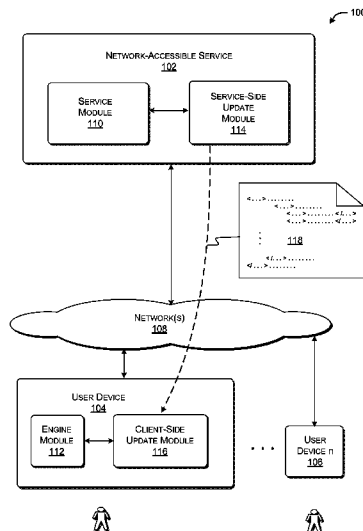 100
NETWORK-ACCESSIBLE SERVICE
102
SERVICE
MODULE
110
SERVICE-SIDE
UPDATE
MODULE
114
<...>........
<...>........
<...>........</...>
<...>........</...>
118
</...>........
</...>........
NETWORK(S)
108
USER DEVICE
104
ENGINE
MODULE
112
CLIENT-SIDE
UPDATE MODULE
116
. . .
USER
DEVICE n
106